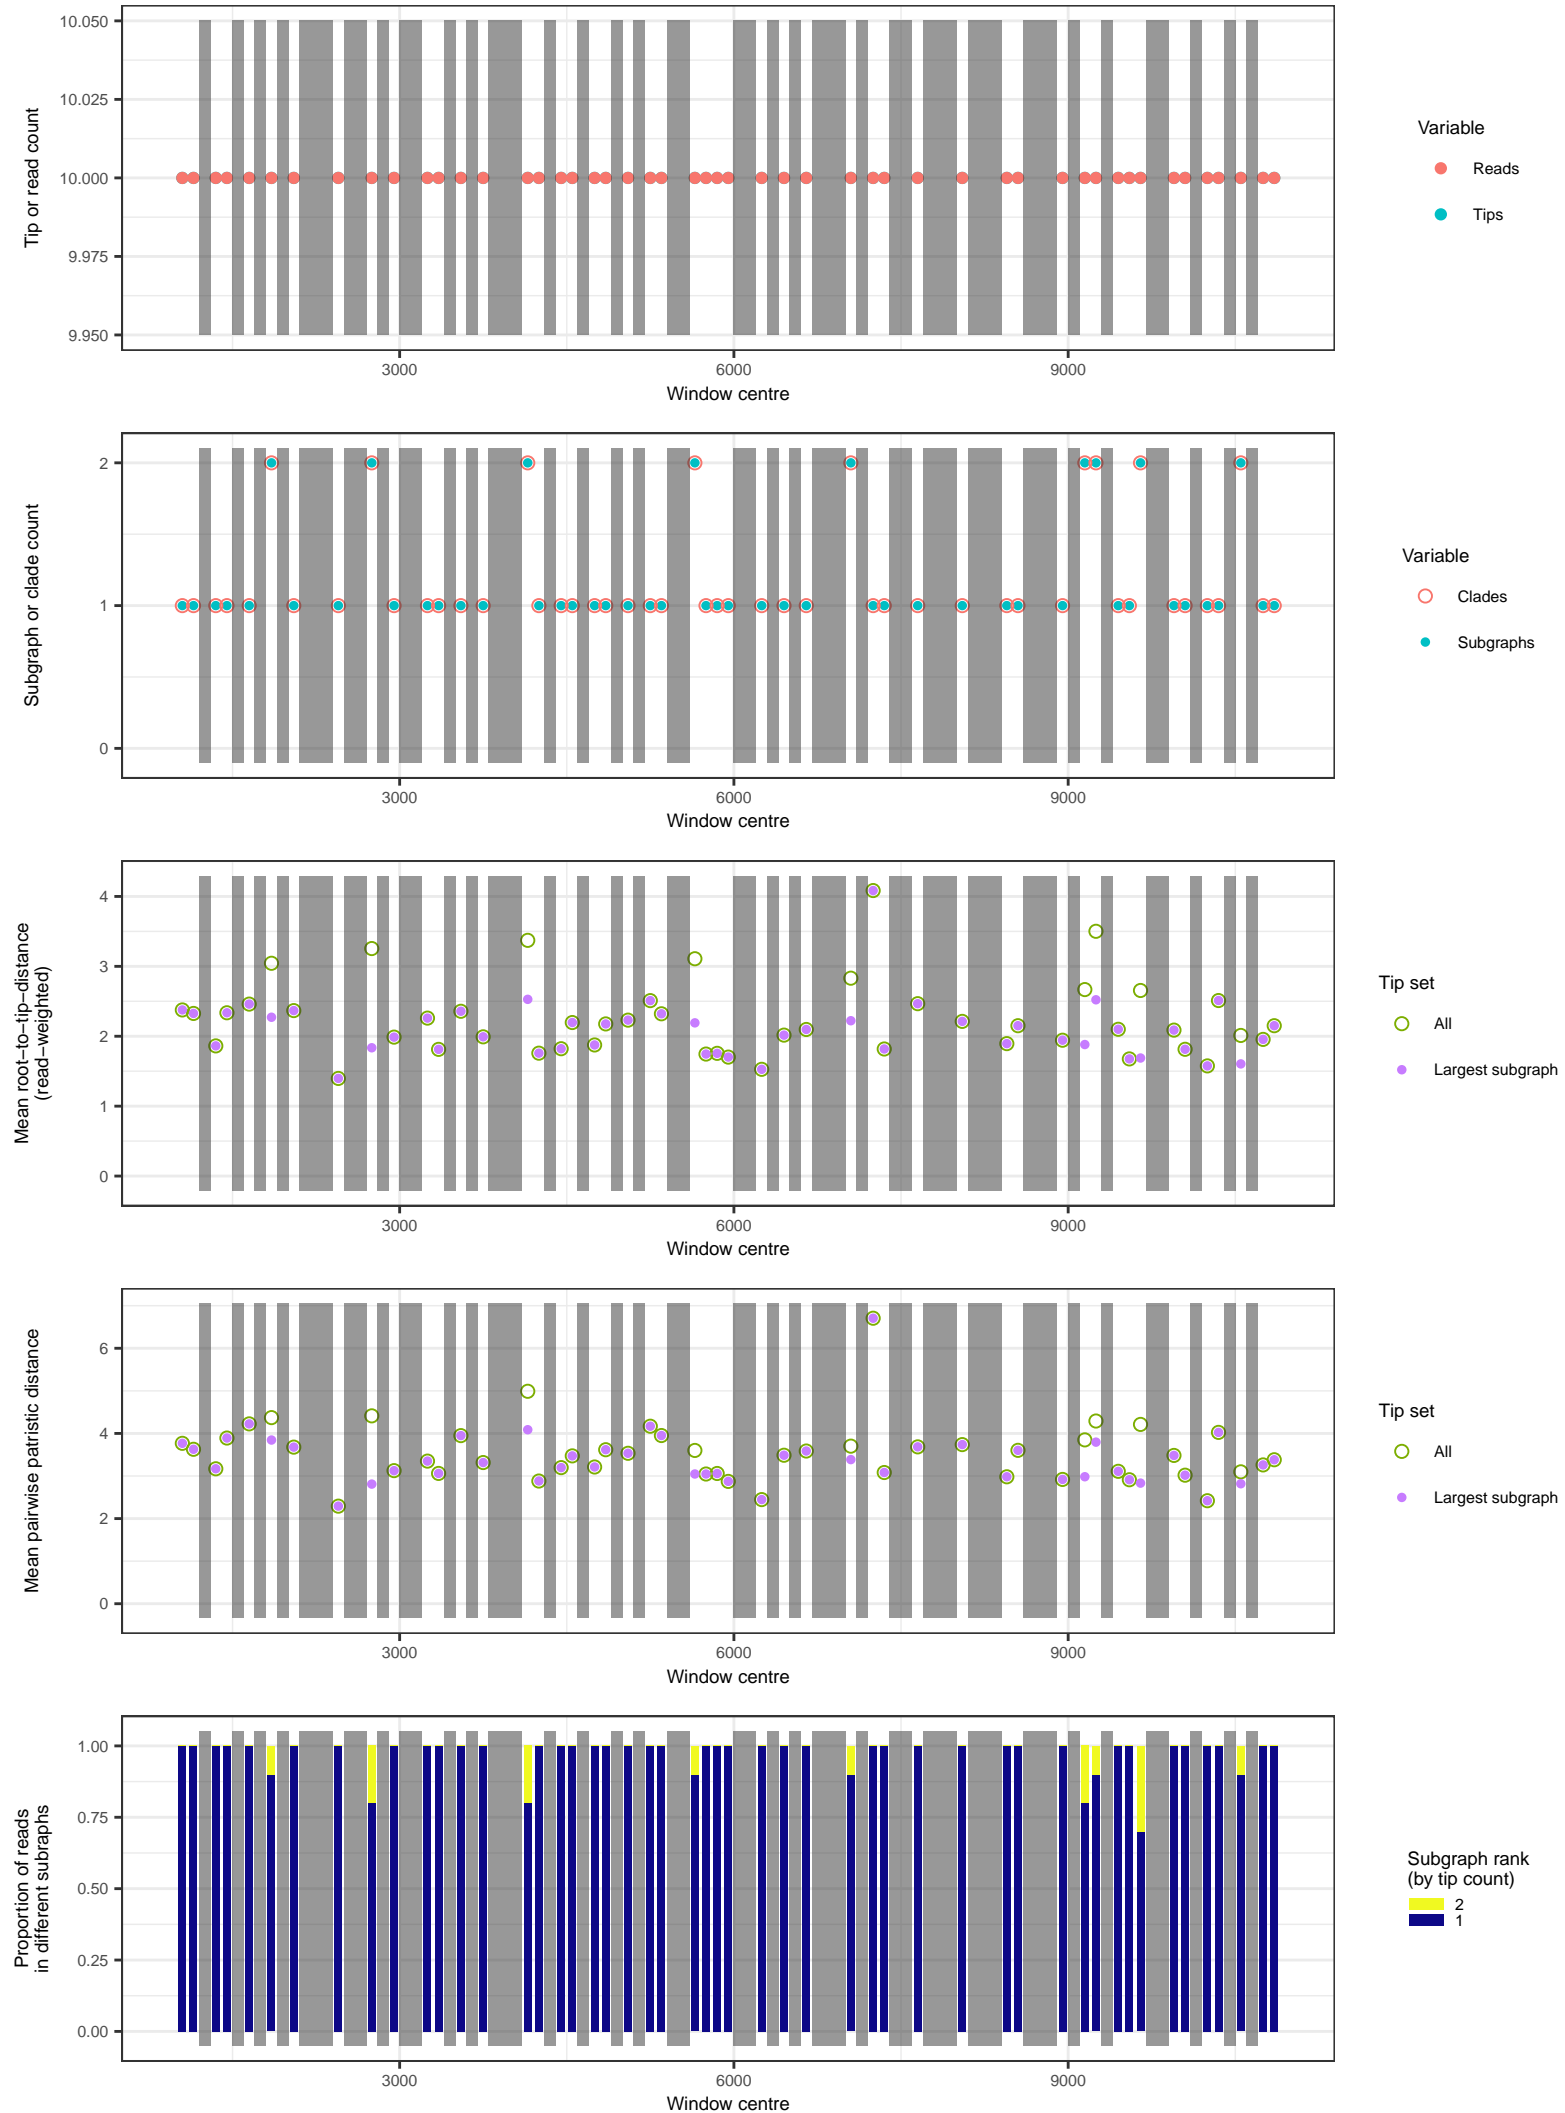 10.050
10.025
10.000
9.975
9.950
Tip or read count
3000 6000 9000
Window centre
Variable
Reads
Tips
2
1
0
Subgraph or clade count
3000 6000 9000
Window centre
Variable
Clades
Subgraphs
4
3
2
1
0
Mean root−to−tip−distance
(read−weighted)
3000 6000 9000
Window centre
Tip set
All
Largest subgraph
6
4
2
0
Mean pairwise patristic distance
3000 6000 9000
Window centre
Tip set
All
Largest subgraph
1.00
0.75
0.50
0.25
0.00
Proportion of reads
in different subraphs
3000 6000 9000
Window centre
Subgraph rank
(by tip count)
2
1